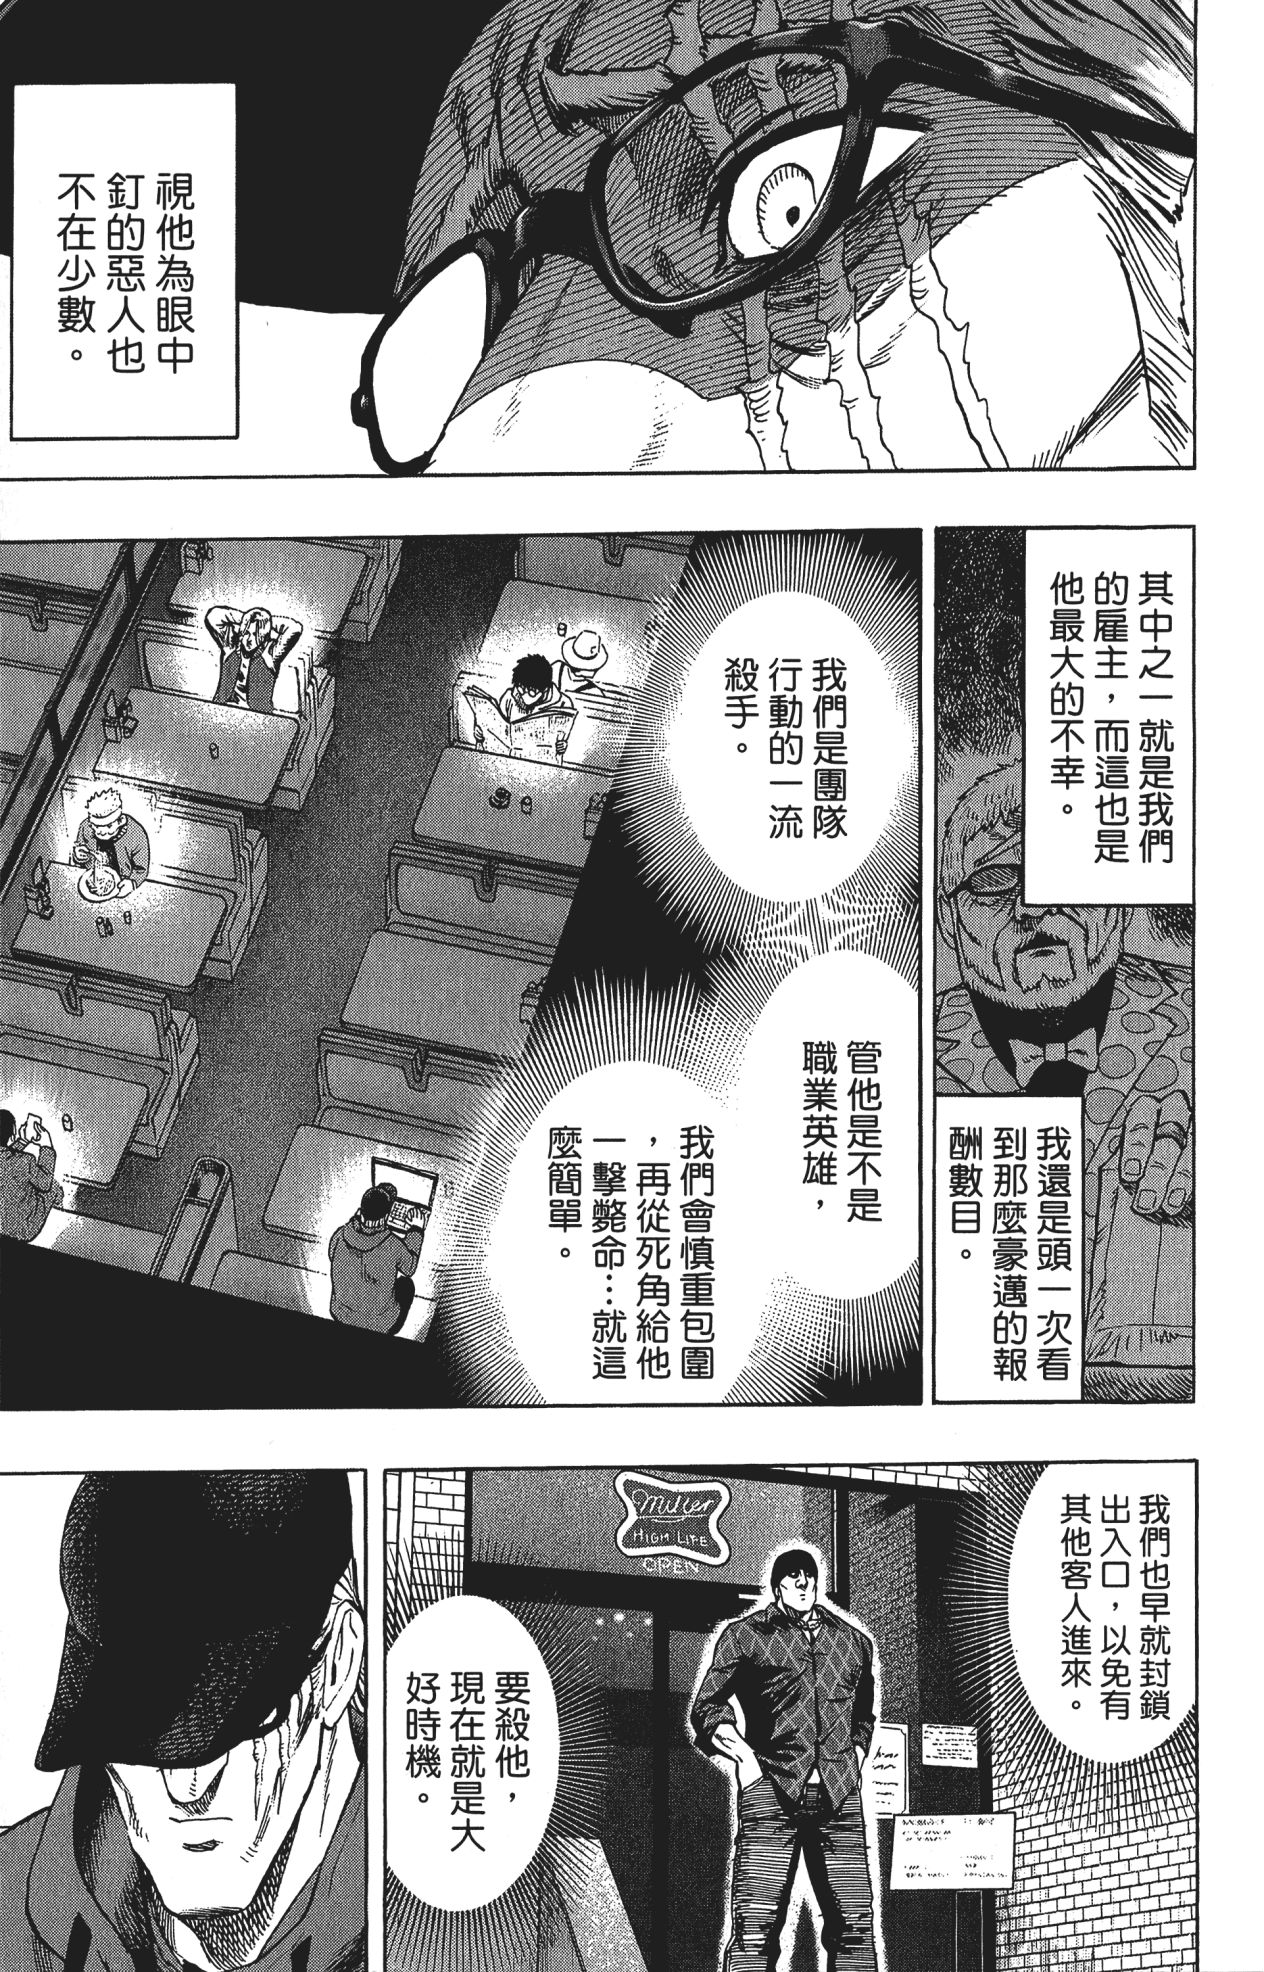 視他為眼中
釘的惡人也
不在少數。
其中之一就是我們
的雇主，而這也是
他最大的不幸。
我還是頭一次看
到那麼豪邁的報
酬數目。
我們是團隊
行動的一流
殺手。
管他是不是
職業英雄，
我們會慎重包圍
，再從死角給他
一擊斃命…就這
麼簡單。
我們也早就封鎖
出入口，以免有
其他客人進來。
Miller
HIGH LIFE
OPEN
要殺他，
現在就是大
好時機。